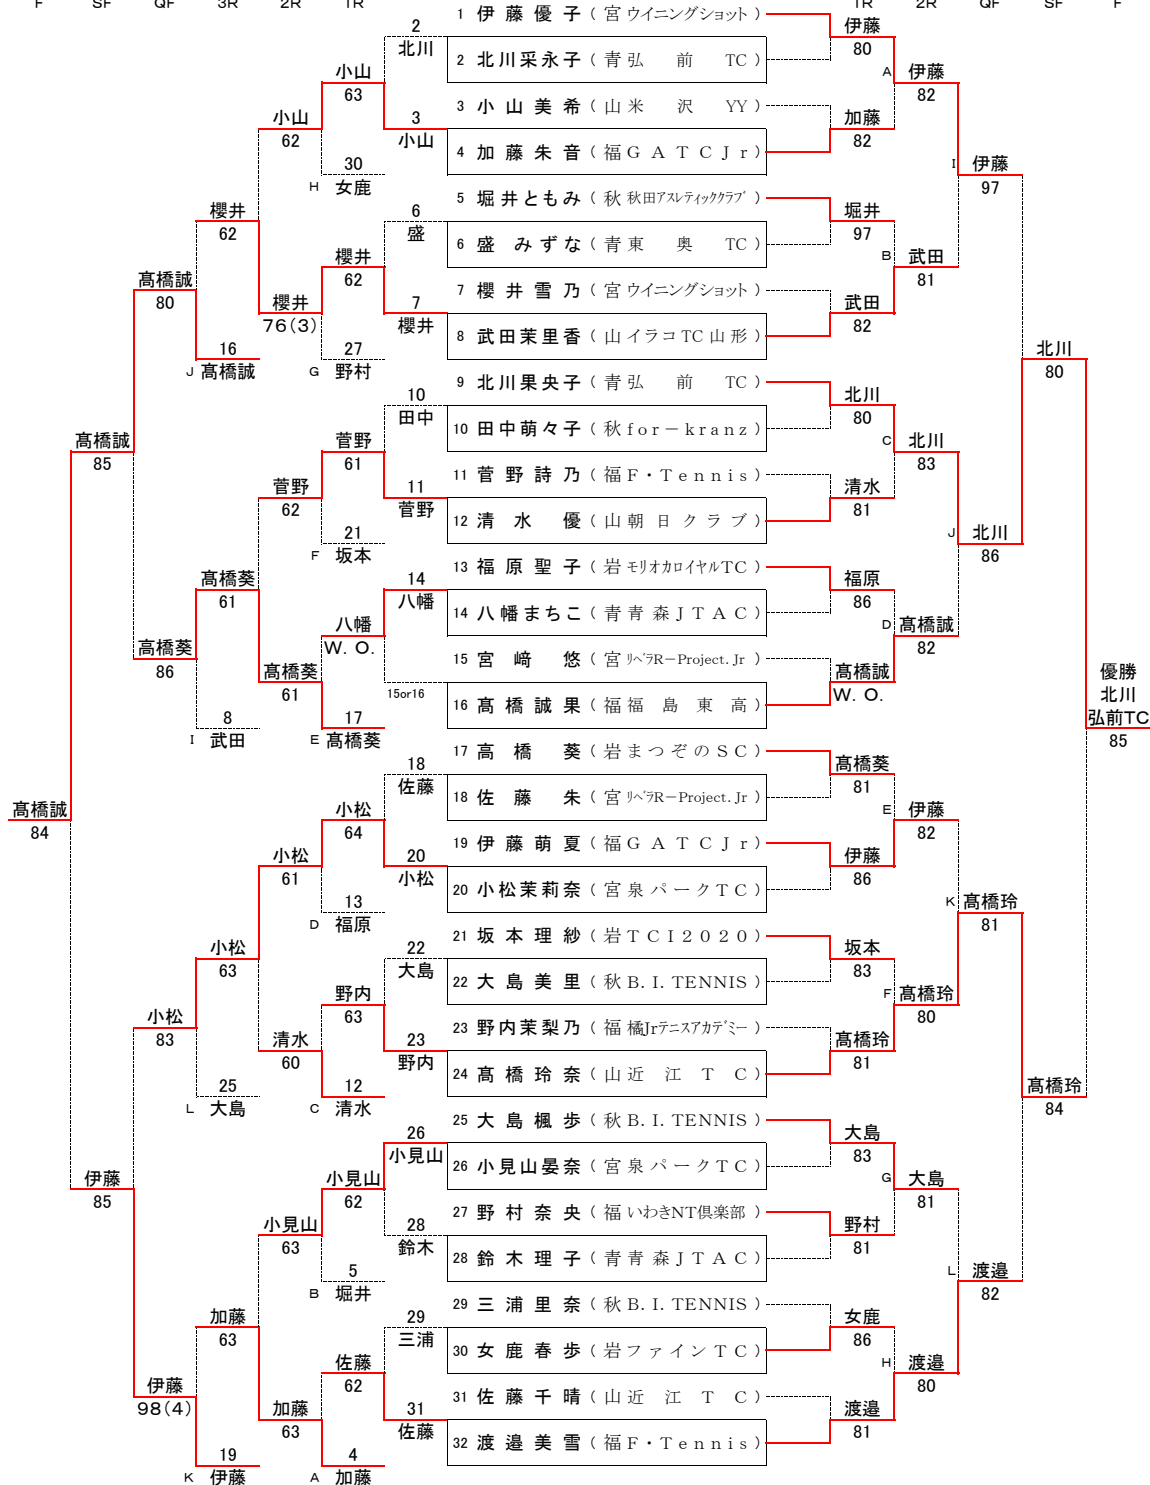 F SF QF 3R 2R 1R 1R 2R QF SF F
1 伊藤優子 (宮 ウイニングショット)
2 北川采永子 (青 弘前TC)
3 小山美希 (山 米沢YY)
4 加藤朱音 (福 GATCJr)
5 堀井ともみ (秋 秋田アスレティッククラブ)
6 盛みずな (青 東奥TC)
7 櫻井雪乃 (宮 ウイニングショット)
8 武田茉里香 (山 イラコTC山形)
9 北川果央子 (青 弘前TC)
10 田中萌々子 (秋 for－kranz)
11 菅野詩乃 (福 F・Tennis)
12 清水優 (山 朝日クラブ)
13 福原聖子 (岩 モリオカロイヤルTC)
14 八幡まちこ (青 青森JTAC)
15 宮﨑悠 (宮 リベラR－Project.Jr)
16 髙橋誠果 (福 福島東高)
17 高橋葵 (岩 まつぞのSC)
18 佐藤朱 (宮 リベラR－Project.Jr)
19 伊藤萌夏 (福 GATCJr)
20 小松茉莉奈 (宮 泉パークTC)
21 坂本理紗 (岩 TCI2020)
22 大島美里 (秋 B.I.TENNIS)
23 野内茉梨乃 (福 橘Jrテニスアカデミー)
24 髙橋玲奈 (山 近江TC)
25 大島楓歩 (秋 B.I.TENNIS)
26 小見山晏奈 (宮 泉パークTC)
27 野村奈央 (福 いわきNT倶楽部)
28 鈴木理子 (青 青森JTAC)
29 三浦里奈 (秋 B.I.TENNIS)
30 女鹿春歩 (岩 ファインTC)
31 佐藤千晴 (山 近江TC)
32 渡邉美雪 (福 F・Tennis)
伊藤
80
加藤
82
堀井
97
武田
82
北川
80
清水
81
福原
86
髙橋誠
W.O.
髙橋葵
81
伊藤
86
坂本
83
髙橋玲
81
大島
83
野村
81
女鹿
86
渡邉
81
A 伊藤
82
B 武田
81
C 北川
83
D 髙橋誠
82
E 伊藤
82
F 髙橋玲
80
G 大島
81
H 渡邉
80
I 伊藤
97
J 北川
86
K 髙橋玲
81
L 渡邉
82
北川
80
髙橋玲
84
優勝
北川
弘前TC
85
2
北川
3
小山
6
盛
7
櫻井
10
田中
11
菅野
14
八幡
15or16
18
佐藤
20
小松
22
大島
23
野内
26
小見山
28
鈴木
29
三浦
31
佐藤
小山
63
30
H 女鹿
櫻井
62
27
G 野村
菅野
61
21
F 坂本
八幡
W.O.
17
E 髙橋葵
小松
64
13
D 福原
野内
63
12
C 清水
小見山
62
5
B 堀井
佐藤
62
4
A 加藤
小山
62
櫻井
76(3)
菅野
62
髙橋葵
61
小松
61
清水
60
小見山
63
加藤
63
櫻井
62
16
J 髙橋誠
髙橋葵
61
8
I 武田
小松
63
25
L 大島
加藤
63
19
K 伊藤
髙橋誠
80
高橋葵
86
小松
83
伊藤
98(4)
髙橋誠
85
伊藤
85
髙橋誠
84